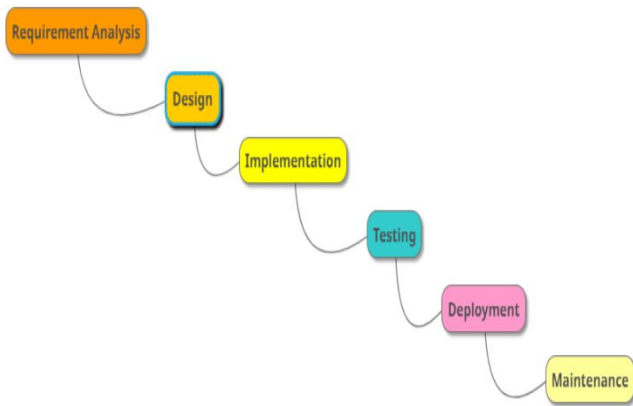 Requirement Analysis
Design
Implementation
Testing
Deployment
Maintenance